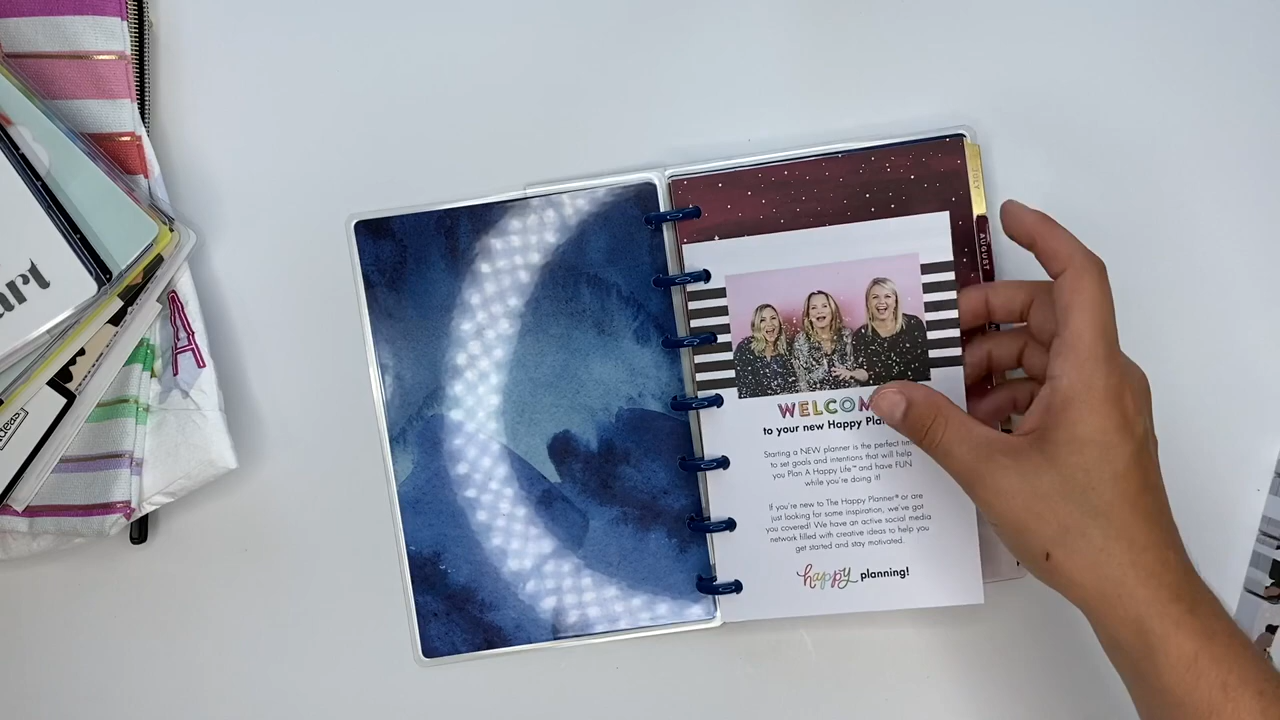 JULY
AUGUST
WELCOM
to your new Happy Plan
Starting a NEW planner is the perfect time
to set goals and intentions that will help
you Plan A Happy Life™ and have FUN
while you're doing it!
If you're new to The Happy Planner® or are
just looking for some inspiration, we've got
you covered! We have an active social media
network filled with creative ideas to help you
get started and stay motivated.
happy planning!
art
ideas
A